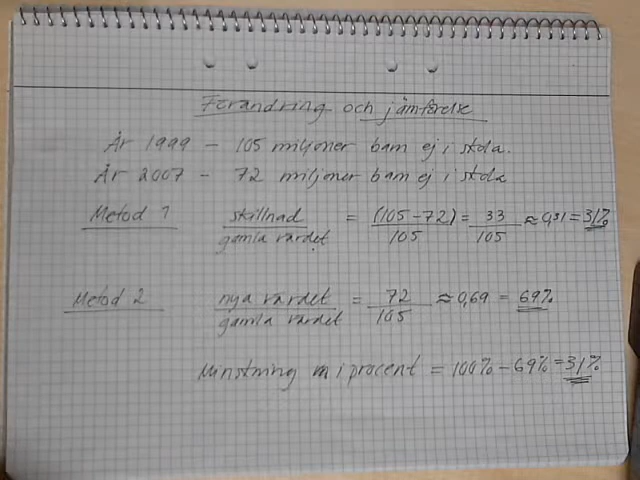 Förändring och jämförelse
År 1999 – 105 miljoner barn ej i skola.
År 2007 – 72 miljoner barn ej i skola
Metod 1 skillnad / gamla värdet = (105-72) / 105 = 33 / 105 ≈ 0,31 = 31%
Metod 2 nya värdet / gamla värdet = 72 / 105 ≈ 0,69 = 69%
Minskning i procent = 100% - 69% = 31%